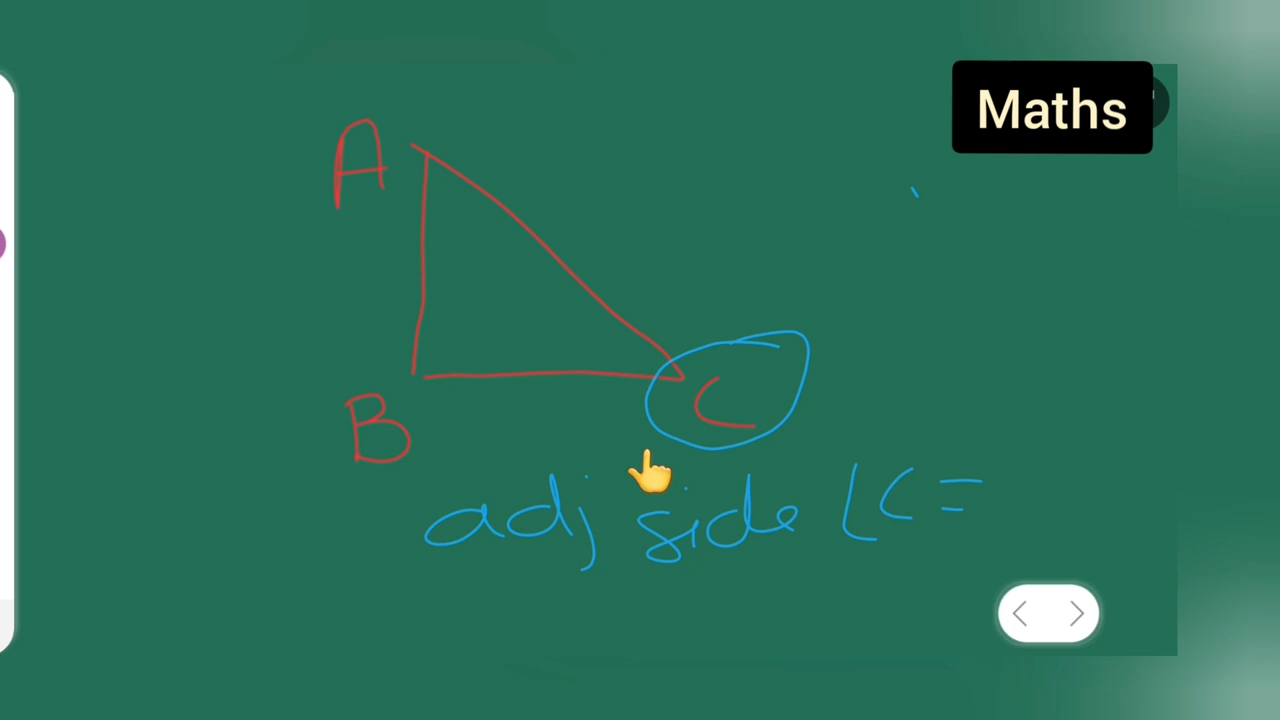 Maths
A
B
C
adj side ∠C =